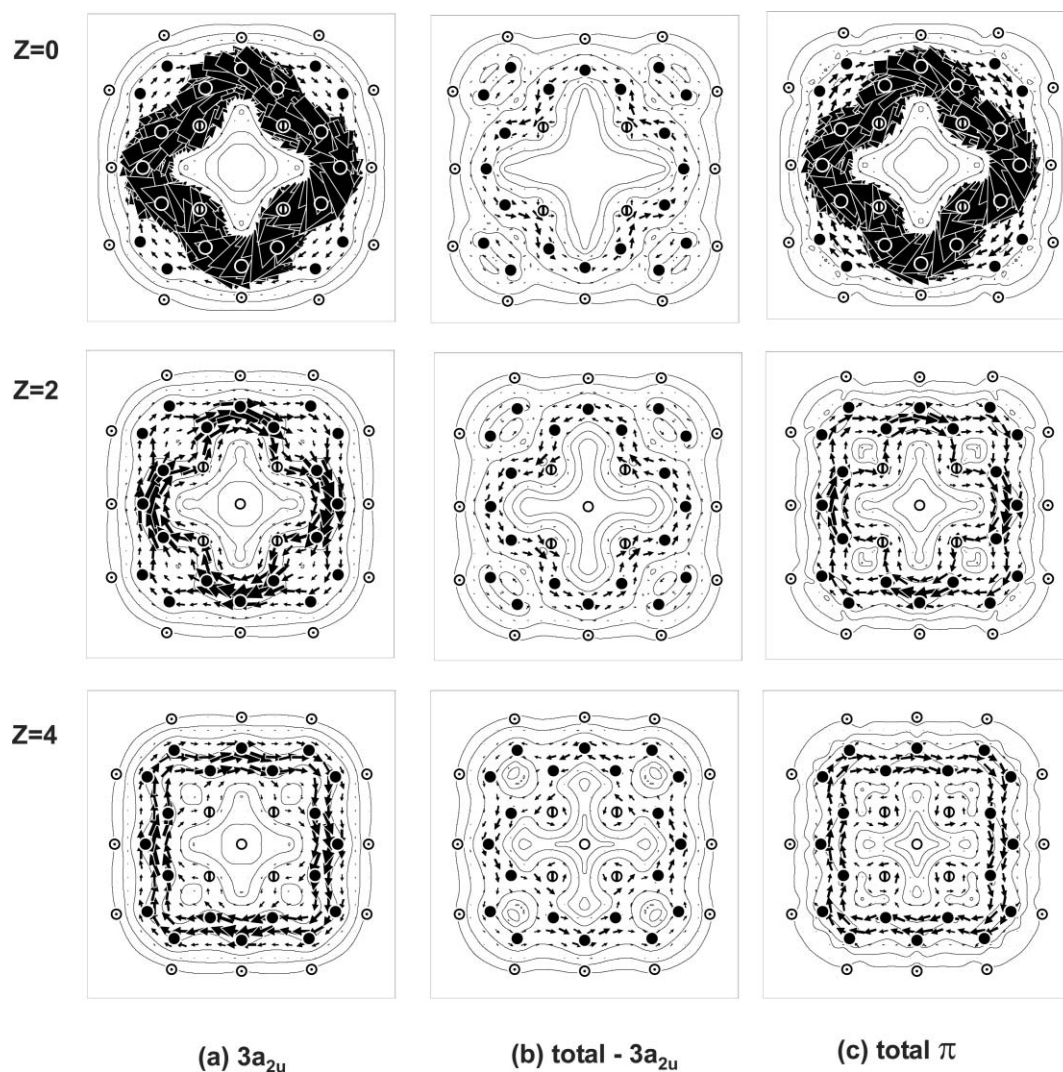 Z=0
Z=2
Z=4
(a) 3a₂ᵤ (b) total - 3a₂ᵤ (c) total π